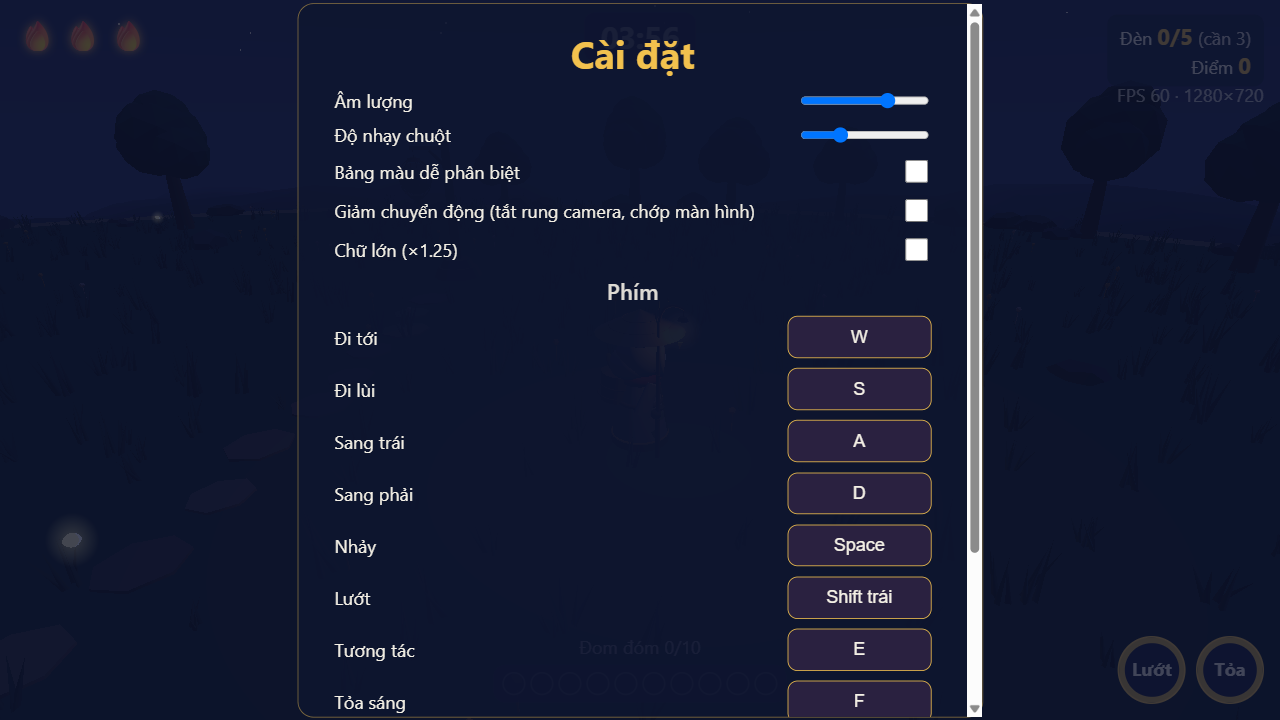 03:56
Đèn 0/5 (cần 3)
Điểm 0
FPS 60 · 1280×720
Cài đặt
Âm lượng
Độ nhạy chuột
Bảng màu dễ phân biệt
Giảm chuyển động (tắt rung camera, chớp màn hình)
Chữ lớn (×1.25)
Phím
Đi tới W
Đi lùi S
Sang trái A
Sang phải D
Nhảy Space
Lướt Shift trái
Tương tác E
Tỏa sáng F
Đom đóm 0/10
Lướt
Tỏa